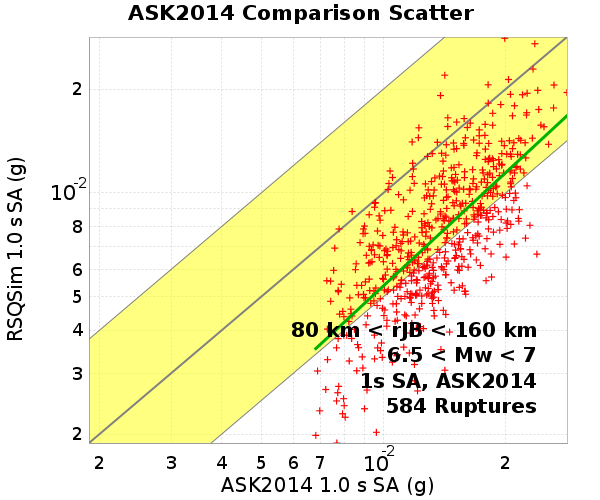 ASK2014 Comparison Scatter
RSQSim 1.0 s SA (g)
2
10-2
8
6
5
4
3
2
80 km < rJB < 160 km
6.5 < Mw < 7
1s SA, ASK2014
584 Ruptures
2 3 4 5 6 7 10-2 2
ASK2014 1.0 s SA (g)